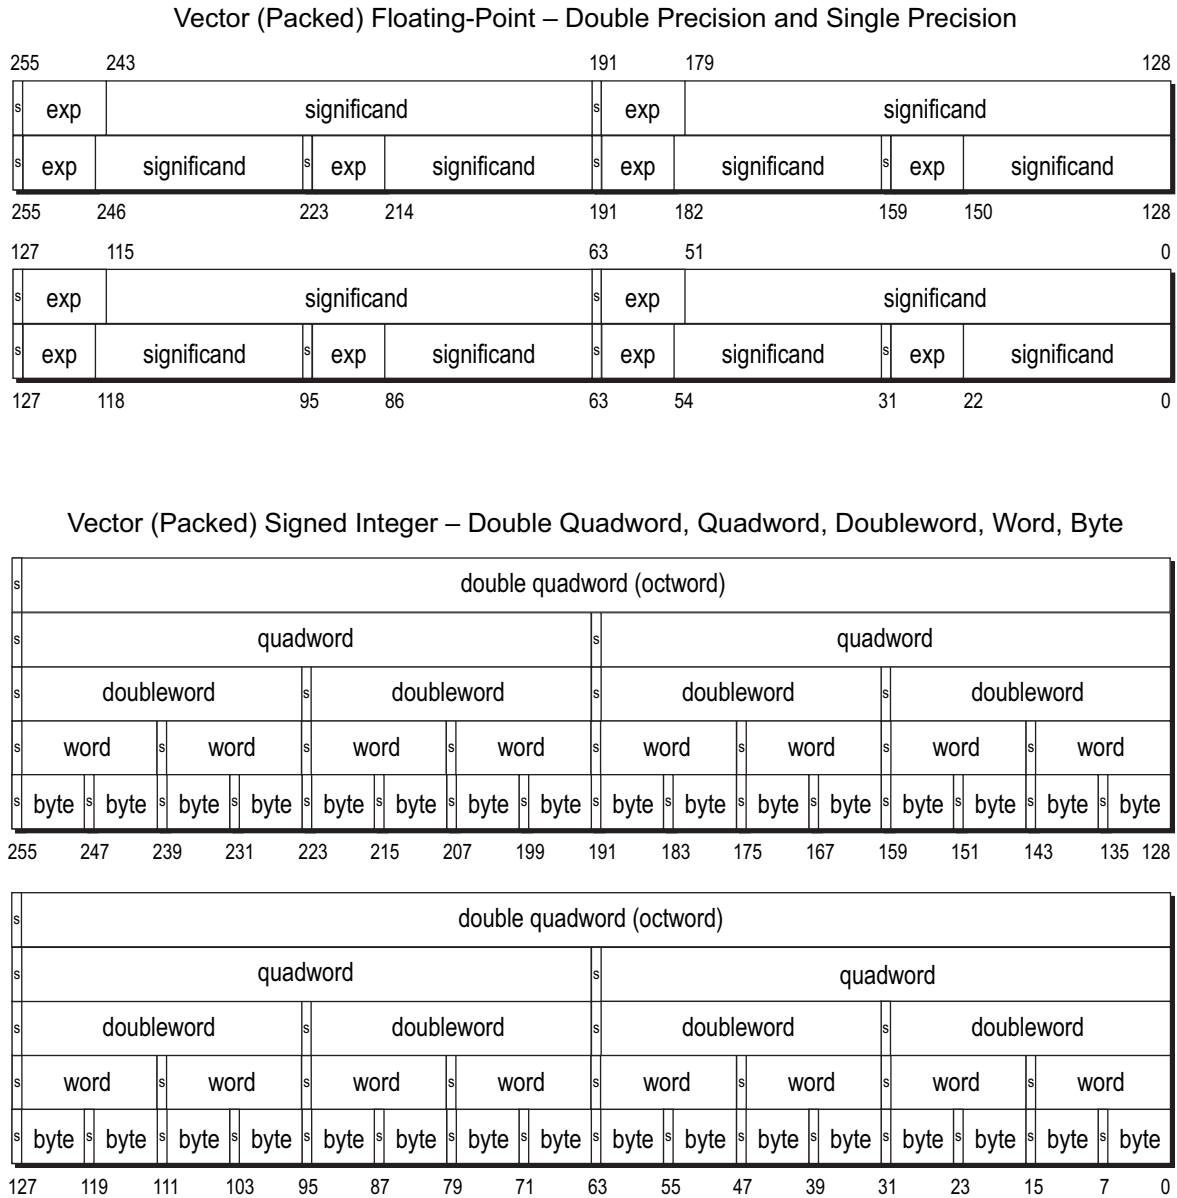 Vector (Packed) Floating-Point – Double Precision and Single Precision
255 243 191 179 128
s exp significand s exp significand
s exp significand s exp significand s exp significand s exp significand
255 246 223 214 191 182 159 150 128
127 115 63 51 0
s exp significand s exp significand
s exp significand s exp significand s exp significand s exp significand
127 118 95 86 63 54 31 22 0
Vector (Packed) Signed Integer – Double Quadword, Quadword, Doubleword, Word, Byte
s double quadword (octword)
s quadword s quadword
s doubleword s doubleword s doubleword s doubleword
s word s word s word s word s word s word s word s word
s byte s byte s byte s byte s byte s byte s byte s byte s byte s byte s byte s byte s byte s byte s byte s byte
255 247 239 231 223 215 207 199 191 183 175 167 159 151 143 135 128
s double quadword (octword)
s quadword s quadword
s doubleword s doubleword s doubleword s doubleword
s word s word s word s word s word s word s word s word
s byte s byte s byte s byte s byte s byte s byte s byte s byte s byte s byte s byte s byte s byte s byte s byte
127 119 111 103 95 87 79 71 63 55 47 39 31 23 15 7 0